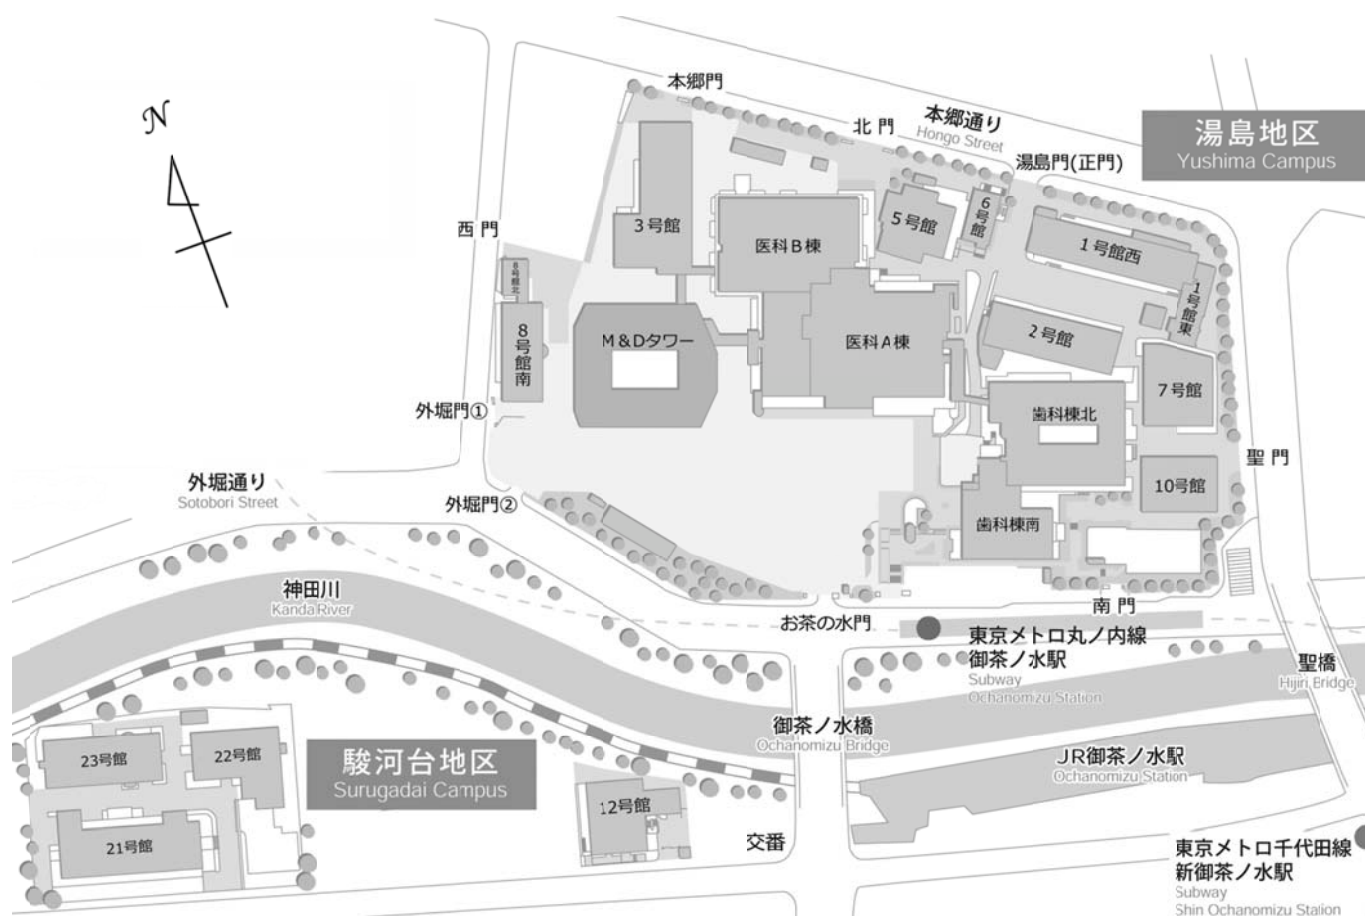 N
本郷門
北門
本郷通り
Hongo Street
湯島門(正門)
湯島地区
Yushima Campus
西門
3号館
医科B棟
5号館
6号館
1号館西
1号館東
8号館北
8号館南
M&Dタワー
医科A棟
2号館
7号館
外堀門①
歯科棟北
聖門
外堀通り
Sotobori Street
外堀門②
10号館
歯科棟南
神田川
Kanda River
お茶の水門
南門
東京メトロ丸ノ内線
御茶ノ水駅
Subway
Ochanomizu Station
聖橋
Hijiri Bridge
御茶ノ水橋
Ochanomizu Bridge
JR御茶ノ水駅
Ochanomizu Station
23号館
22号館
駿河台地区
Surugadai Campus
12号館
21号館
交番
東京メトロ千代田線
新御茶ノ水駅
Subway
Shin Ochanomizu Station